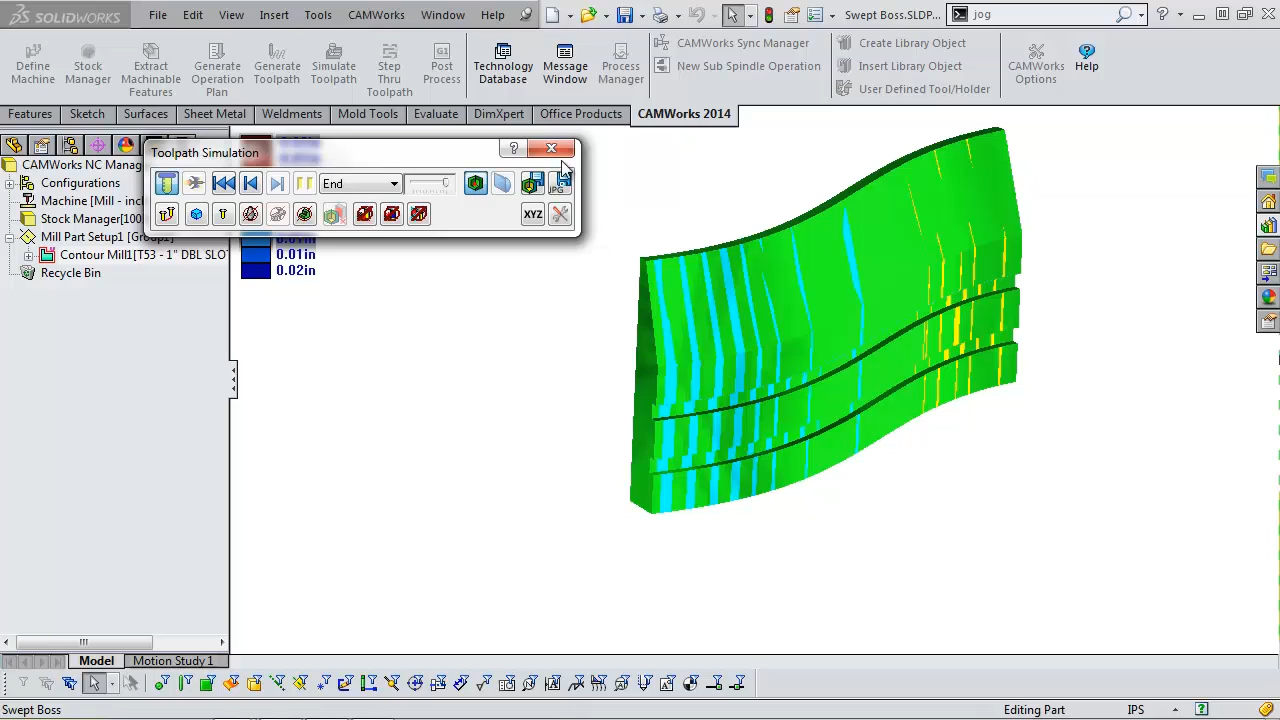 SOLIDWORKS File Edit View Insert Tools CAMWorks Window Help Swept Boss.SLDP... jog
Define Machine
Stock Manager
Extract Machinable Features
Generate Operation Plan
Generate Toolpath
Simulate Toolpath
Step Thru Toolpath
G1
Post Process
Technology Database
Message Window
Process Manager
CAMWorks Sync Manager
New Sub Spindle Operation
Create Library Object
Insert Library Object
User Defined Tool/Holder
CAMWorks Options
Help
Features Sketch Surfaces Sheet Metal Weldments Mold Tools Evaluate DimXpert Office Products CAMWorks 2014
Toolpath Simulation
End
JPG
XYZ
CAMWorks NC Manag
Configurations
Machine [Mill - inc
Stock Manager[100
Mill Part Setup1 [Group1]
Contour Mill1[T53 - 1" DBL SLO
Recycle Bin
0.01in
0.01in
0.02in
Model Motion Study 1
Swept Boss Editing Part IPS